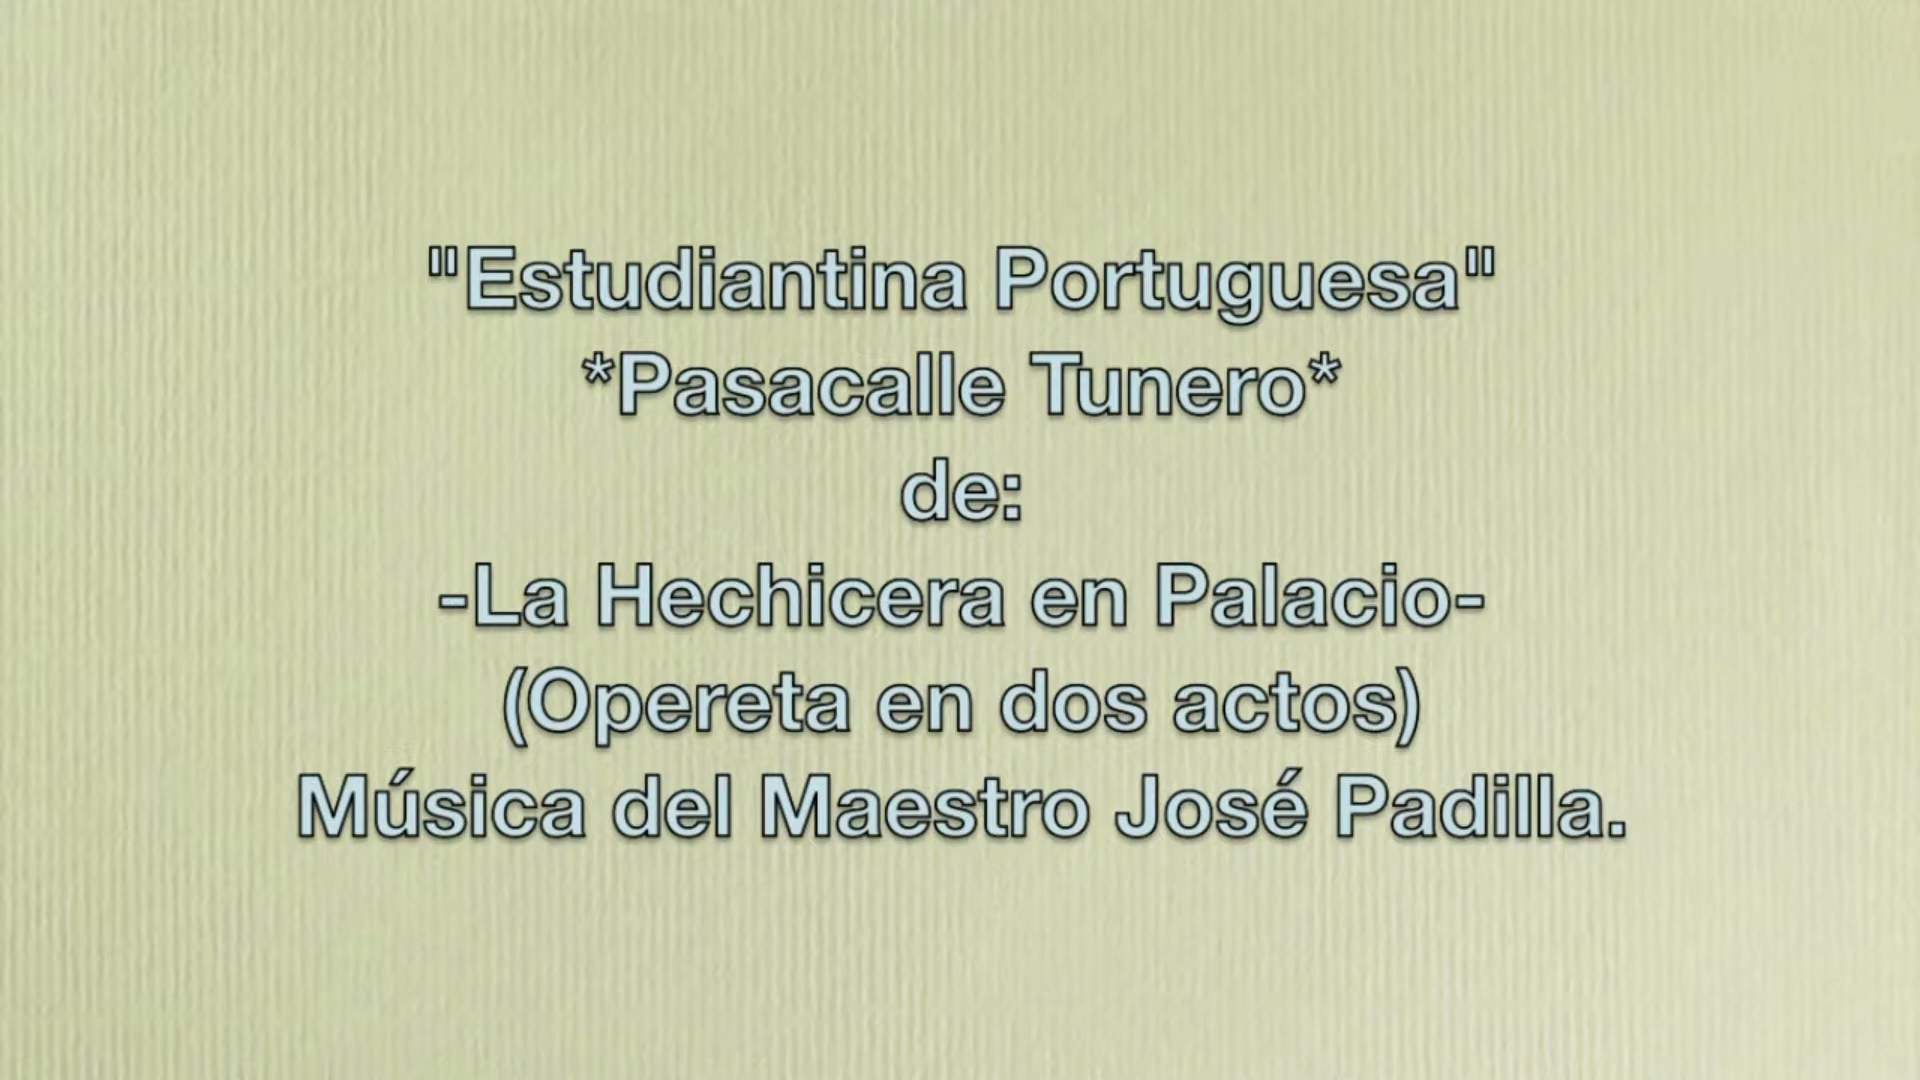 "Estudiantina Portuguesa"
*Pasacalle Tunero*
de:
-La Hechicera en Palacio-
(Opereta en dos actos)
Música del Maestro José Padilla.